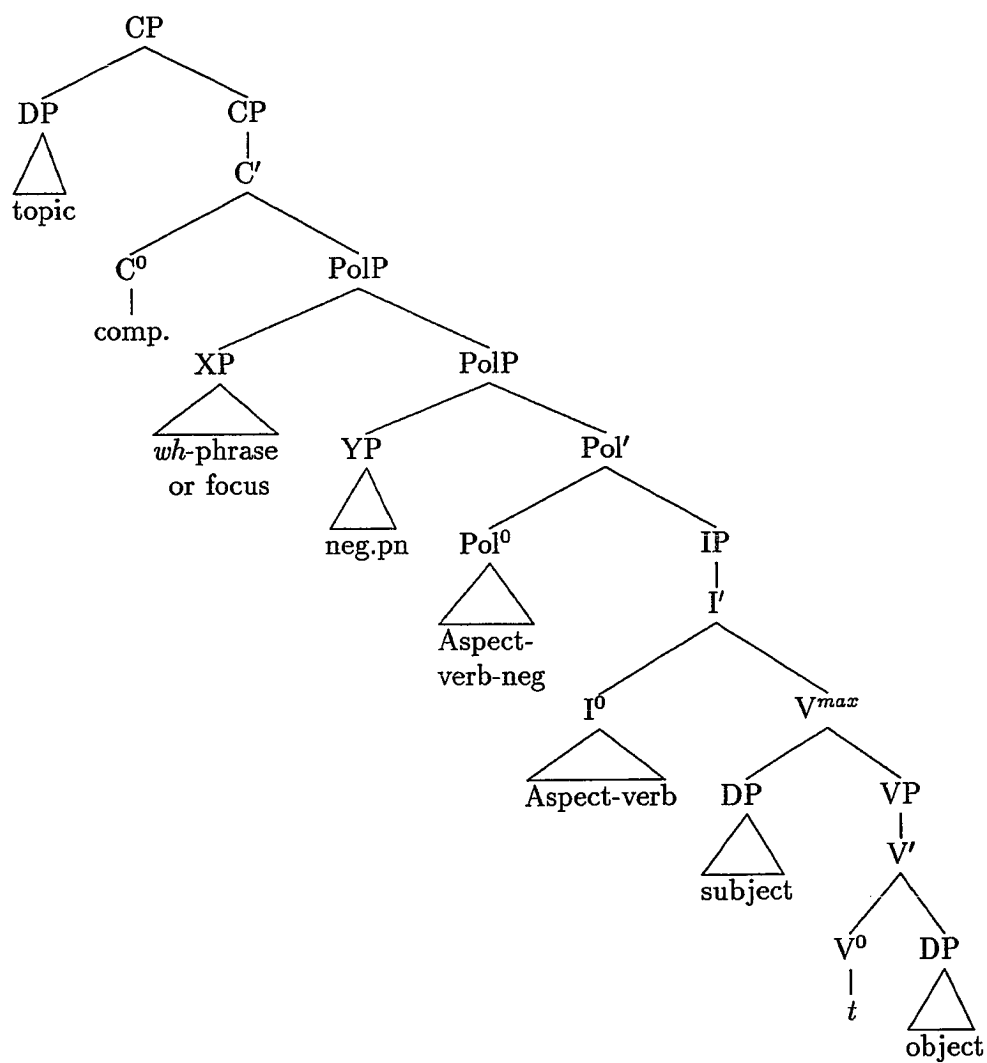 CP
DP CP
topic
C′
C⁰ PolP
comp.
XP PolP
wh-phrase
or focus
YP Pol′
neg.pn
Pol⁰ IP
Aspect-
verb-neg
I′
I⁰ Vᵐᵃˣ
Aspect-verb
DP VP
subject
V′
V⁰ DP
t
object